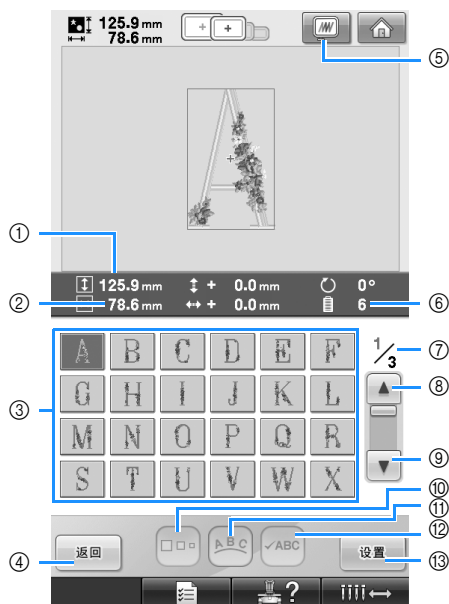 125.9 mm
78.6 mm
⑤
①
125.9 mm + 0.0 mm 0°
② 78.6 mm + 0.0 mm 6 ⑥
A B C D E F 1/3 ⑦
③ G H I J K L ⑧
M N O P Q R
S T U V W X ⑨
⑩
⑪
ABC ✓ABC ⑫
④ 返回 设置 ⑬
?